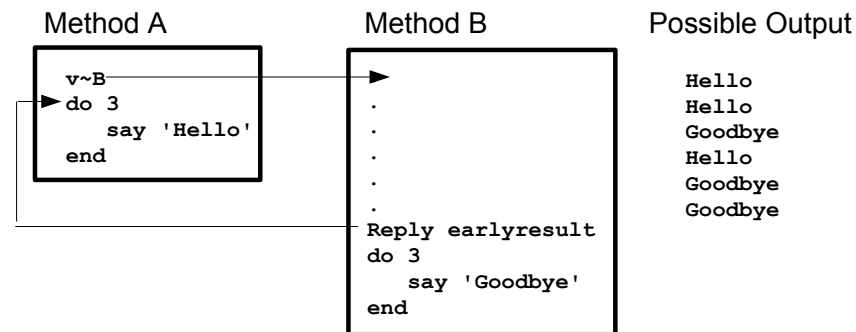 Method A
v~B
do 3
   say 'Hello'
end
Method B
.
.
.
.
.
Reply earlyresult
do 3
   say 'Goodbye'
end
Possible Output
Hello
Hello
Goodbye
Hello
Goodbye
Goodbye